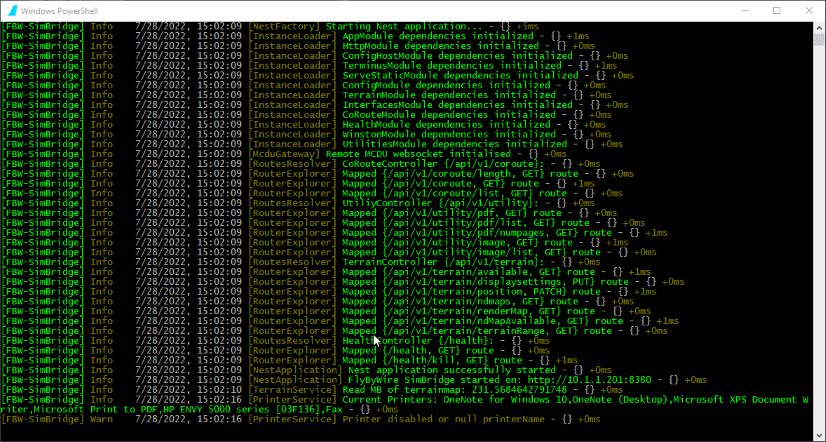 Windows PowerShell
[FBW-SimBridge] Info 7/28/2022, 15:02:09 [NestFactory] Starting Nest application... - {} +5ms
[FBW-SimBridge] Info 7/28/2022, 15:02:09 [InstanceLoader] AppModule dependencies initialized - {} +1ms
[FBW-SimBridge] Info 7/28/2022, 15:02:09 [InstanceLoader] HttpModule dependencies initialized - {} +0ms
[FBW-SimBridge] Info 7/28/2022, 15:02:09 [InstanceLoader] ConfigHostModule dependencies initialized - {} +0ms
[FBW-SimBridge] Info 7/28/2022, 15:02:09 [InstanceLoader] TerminusModule dependencies initialized - {} +1ms
[FBW-SimBridge] Info 7/28/2022, 15:02:09 [InstanceLoader] ServeStaticModule dependencies initialized - {} +0ms
[FBW-SimBridge] Info 7/28/2022, 15:02:09 [InstanceLoader] ConfigModule dependencies initialized - {} +0ms
[FBW-SimBridge] Info 7/28/2022, 15:02:09 [InstanceLoader] TerrainModule dependencies initialized - {} +0ms
[FBW-SimBridge] Info 7/28/2022, 15:02:09 [InstanceLoader] InterfacesModule dependencies initialized - {} +0ms
[FBW-SimBridge] Info 7/28/2022, 15:02:09 [InstanceLoader] CoRouteModule dependencies initialized - {} +0ms
[FBW-SimBridge] Info 7/28/2022, 15:02:09 [InstanceLoader] HealthModule dependencies initialized - {} +0ms
[FBW-SimBridge] Info 7/28/2022, 15:02:09 [InstanceLoader] WinstonModule dependencies initialized - {} +0ms
[FBW-SimBridge] Info 7/28/2022, 15:02:09 [InstanceLoader] UtilitiesModule dependencies initialized - {} +0ms
[FBW-SimBridge] Info 7/28/2022, 15:02:09 [McduGateway] Remote MCDU websocket initialised - {} +0ms
[FBW-SimBridge] Info 7/28/2022, 15:02:09 [RoutesResolver] CoRouteController {/api/v1/coroute}: - {} +0ms
[FBW-SimBridge] Info 7/28/2022, 15:02:09 [RouterExplorer] Mapped {/api/v1/coroute/length, GET} route - {} +0ms
[FBW-SimBridge] Info 7/28/2022, 15:02:09 [RouterExplorer] Mapped {/api/v1/coroute, GET} route - {} +1ms
[FBW-SimBridge] Info 7/28/2022, 15:02:09 [RouterExplorer] Mapped {/api/v1/coroute/list, GET} route - {} +0ms
[FBW-SimBridge] Info 7/28/2022, 15:02:09 [RoutesResolver] UtiliyController {/api/v1/utility}: - {} +0ms
[FBW-SimBridge] Info 7/28/2022, 15:02:09 [RouterExplorer] Mapped {/api/v1/utility/pdf, GET} route - {} +0ms
[FBW-SimBridge] Info 7/28/2022, 15:02:09 [RouterExplorer] Mapped {/api/v1/utility/pdf/list, GET} route - {} +0ms
[FBW-SimBridge] Info 7/28/2022, 15:02:09 [RouterExplorer] Mapped {/api/v1/utility/pdf/numpages, GET} route - {} +1ms
[FBW-SimBridge] Info 7/28/2022, 15:02:09 [RouterExplorer] Mapped {/api/v1/utility/image, GET} route - {} +0ms
[FBW-SimBridge] Info 7/28/2022, 15:02:09 [RouterExplorer] Mapped {/api/v1/utility/image/list, GET} route - {} +0ms
[FBW-SimBridge] Info 7/28/2022, 15:02:09 [RoutesResolver] TerrainController {/api/v1/terrain}: - {} +0ms
[FBW-SimBridge] Info 7/28/2022, 15:02:09 [RouterExplorer] Mapped {/api/v1/terrain/available, GET} route - {} +1ms
[FBW-SimBridge] Info 7/28/2022, 15:02:09 [RouterExplorer] Mapped {/api/v1/terrain/displaysettings, PUT} route - {} +0ms
[FBW-SimBridge] Info 7/28/2022, 15:02:09 [RouterExplorer] Mapped {/api/v1/terrain/position, PATCH} route - {} +1ms
[FBW-SimBridge] Info 7/28/2022, 15:02:09 [RouterExplorer] Mapped {/api/v1/terrain/ndmaps, GET} route - {} +0ms
[FBW-SimBridge] Info 7/28/2022, 15:02:09 [RouterExplorer] Mapped {/api/v1/terrain/renderMap, GET} route - {} +0ms
[FBW-SimBridge] Info 7/28/2022, 15:02:09 [RouterExplorer] Mapped {/api/v1/terrain/ndMapAvailable, GET} route - {} +1ms
[FBW-SimBridge] Info 7/28/2022, 15:02:09 [RouterExplorer] Mapped {/api/v1/terrain/terrainRange, GET} route - {} +0ms
[FBW-SimBridge] Info 7/28/2022, 15:02:09 [RoutesResolver] HealthController {/health}: - {} +0ms
[FBW-SimBridge] Info 7/28/2022, 15:02:09 [RouterExplorer] Mapped {/health, GET} route - {} +0ms
[FBW-SimBridge] Info 7/28/2022, 15:02:09 [RouterExplorer] Mapped {/health/kill, GET} route - {} +1ms
[FBW-SimBridge] Info 7/28/2022, 15:02:09 [NestApplication] Nest application successfully started - {} +0ms
[FBW-SimBridge] Info 7/28/2022, 15:02:09 [NestApplication] FlyByWire SimBridge started on: http://10.1.1.201:8380 - {} +0ms
[FBW-SimBridge] Info 7/28/2022, 15:02:10 [TerrainService] Read MB of terrainmap: 231.5684642791748 - {} +0ms
[FBW-SimBridge] Info 7/28/2022, 15:02:16 [PrinterService] Current Printers: OneNote for Windows 10,OneNote (Desktop),Microsoft XPS Document W
riter,Microsoft Print to PDF,HP ENVY 5000 series [03F136],Fax - {} +0ms
[FBW-SimBridge] Warn 7/28/2022, 15:02:16 [PrinterService] Printer disabled or null printerName - {} +0ms